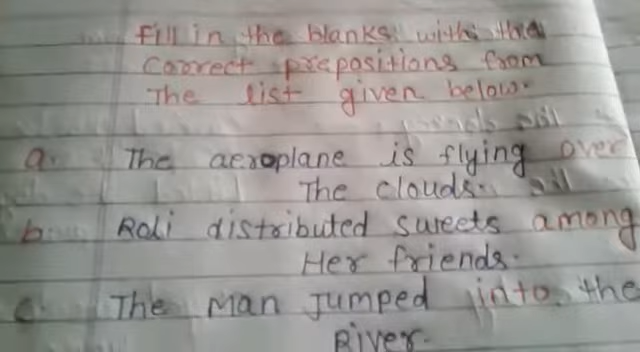 Fill in the blanks with the
Correct prepositions from
The list given below.
a. The aeroplane is flying over
The clouds.
b. Roli distributed sweets among
Her friends.
c. The Man Jumped into the
River.